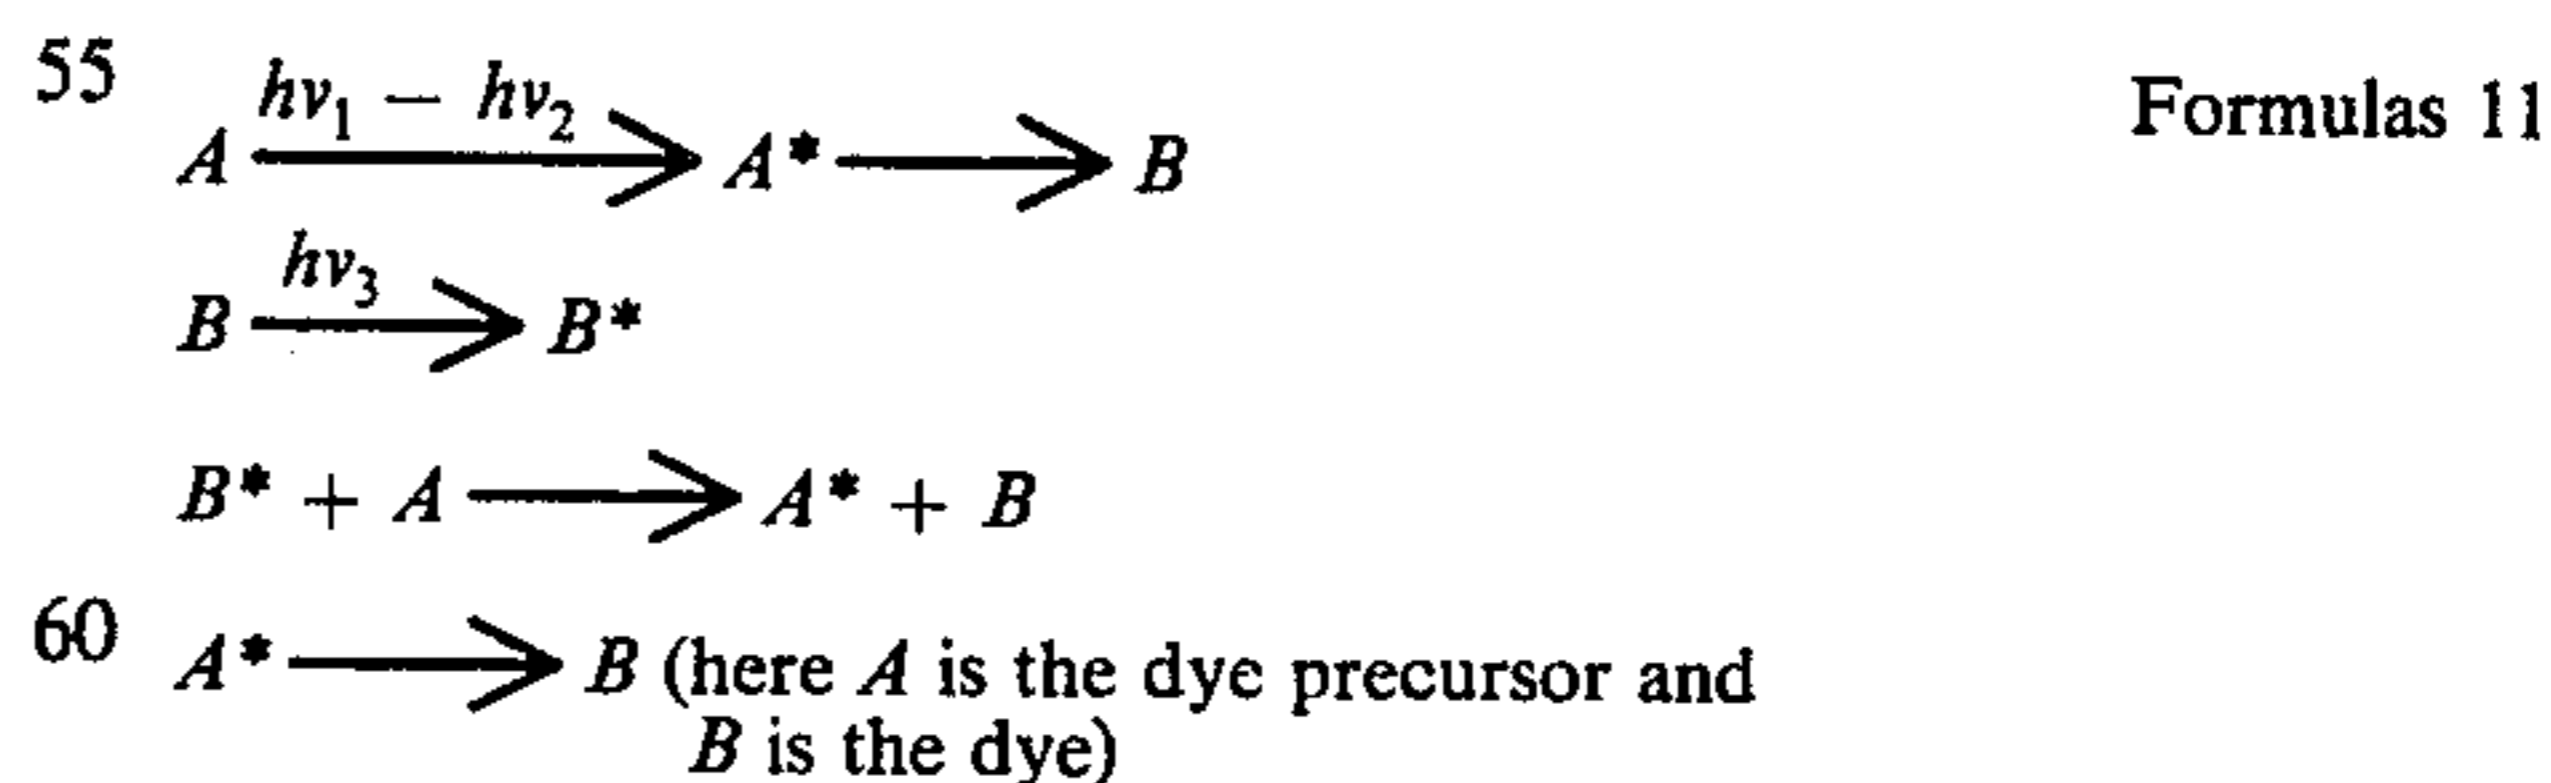 55 A hν₁ − hν₂ ⟶ A* ⟶ B Formulas 11
B hν₃ ⟶ B*
B* + A ⟶ A* + B
60 A* ⟶ B (here A is the dye precursor and
B is the dye)